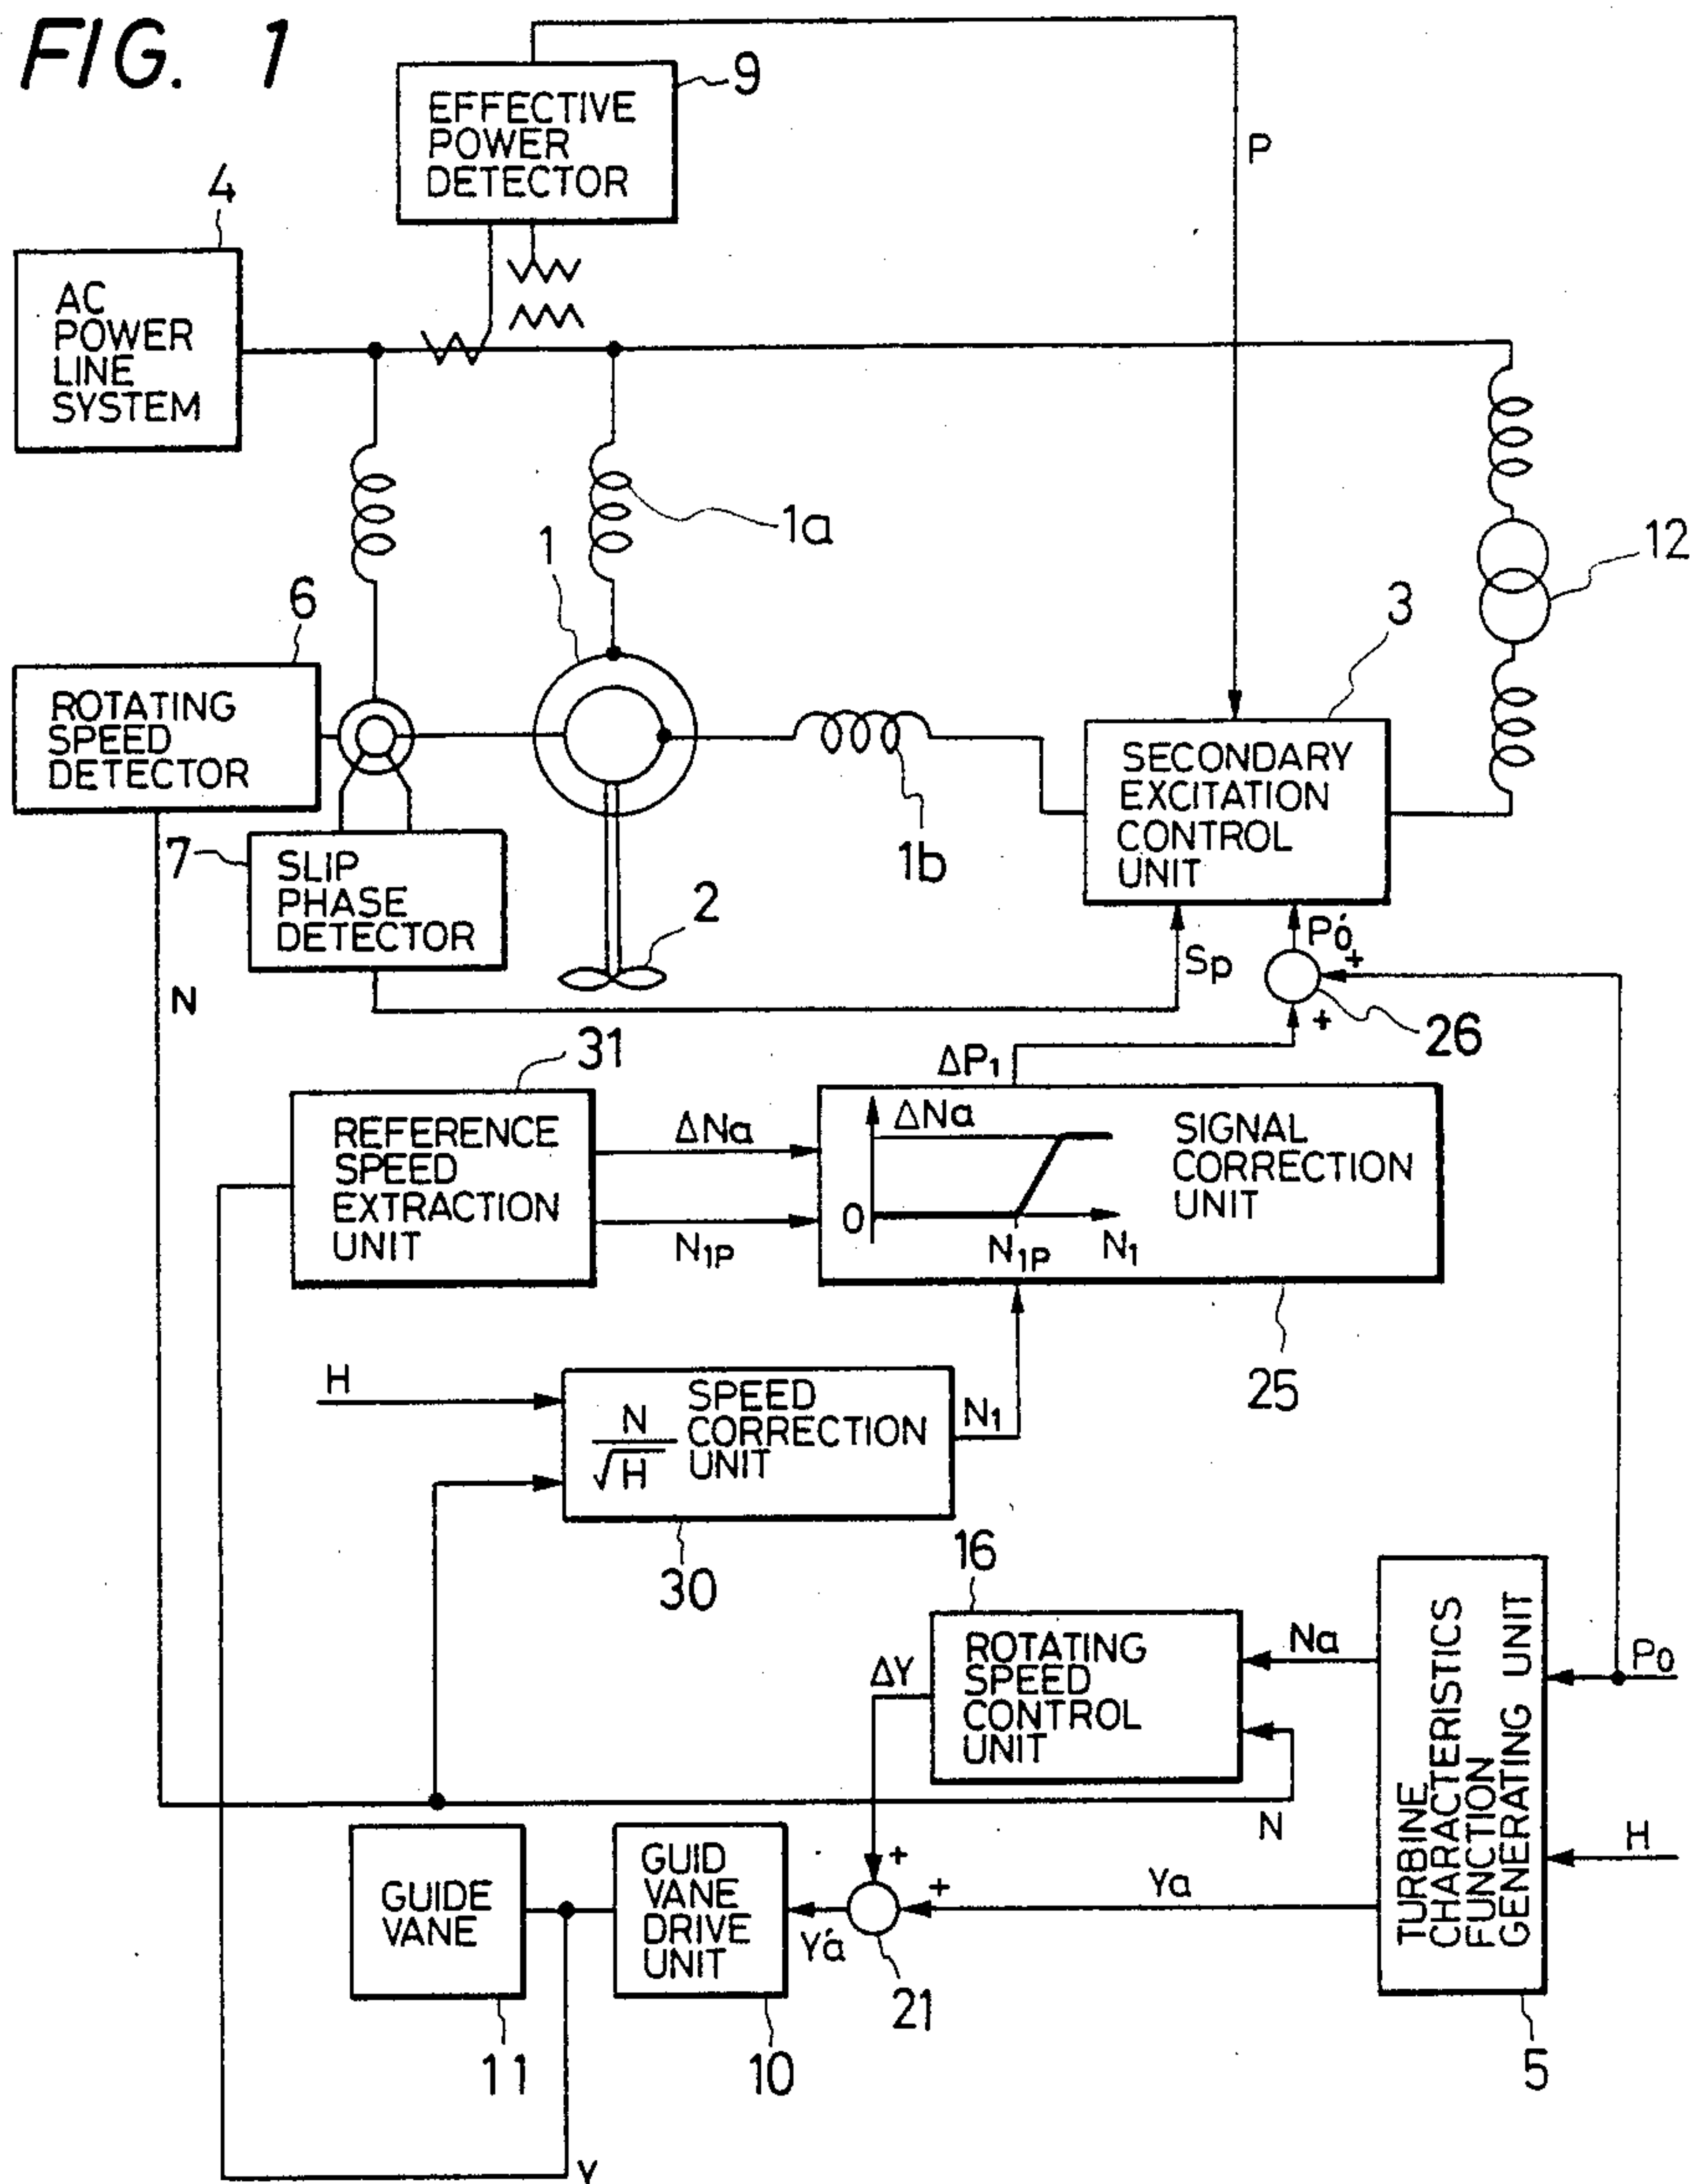 FIG. 1
EFFECTIVE
POWER
DETECTOR
9
P
4
AC
POWER
LINE
SYSTEM
1a
12
1
6
3
ROTATING
SPEED
DETECTOR
SECONDARY
EXCITATION
CONTROL
UNIT
1b
7
SLIP
PHASE
DETECTOR
2
N
Sp
Pó
+
+
26
31
ΔP1
REFERENCE
SPEED
EXTRACTION
UNIT
ΔNa
N1P
ΔNa
0
N1P
N1
SIGNAL
CORRECTION
UNIT
25
H
N
√H
SPEED
CORRECTION
UNIT
N1
30
16
ROTATING
SPEED
CONTROL
UNIT
ΔY
Na
N
TURBINE
CHARACTERISTICS
FUNCTION
GENERATING UNIT
Po
H
5
GUIDE
VANE
11
GUID
VANE
DRIVE
UNIT
10
+
+
Yá
21
Ya
Y